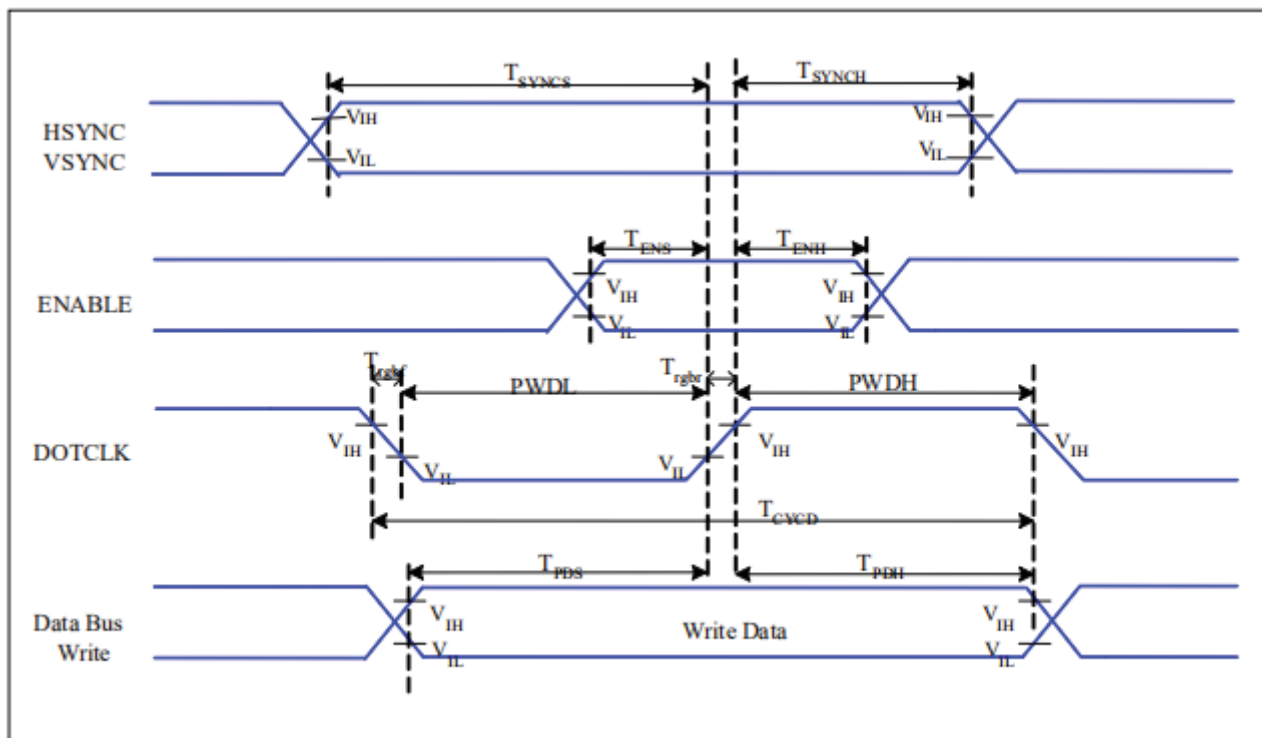 TSYNCS TSYNCH
HSYNC
VSYNC
VIH VIH
VIL VIL
TENS TENH
ENABLE
VIH VIH
VIL VIL
Trgbf PWDL Trgbr PWDH
DOTCLK
VIH VIL VIL VIH VIH
TCYCD
TPDS TPDH
Data Bus
Write
VIH Write Data VIH
VIL VIL